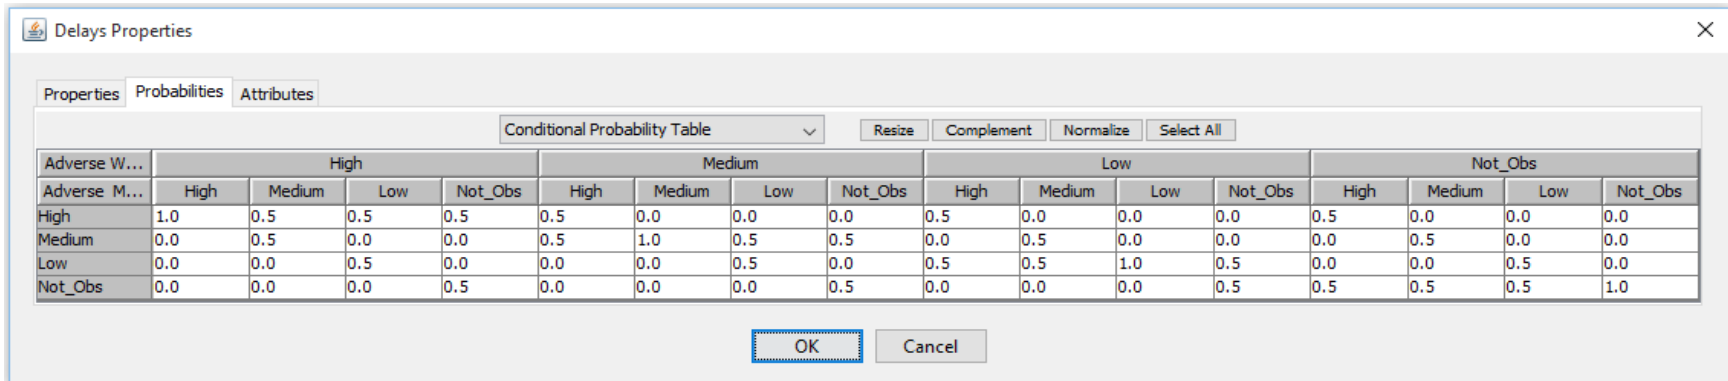 Delays Properties
Properties Probabilities Attributes
Conditional Probability Table Resize Complement Normalize Select All
Adverse W... High Medium Low Not_Obs
Adverse M... High Medium Low Not_Obs High Medium Low Not_Obs High Medium Low Not_Obs High Medium Low Not_Obs
High 1.0 0.5 0.5 0.5 0.5 0.0 0.0 0.0 0.5 0.0 0.0 0.0 0.5 0.0 0.0 0.0
Medium 0.0 0.5 0.0 0.0 0.5 1.0 0.5 0.5 0.0 0.5 0.0 0.0 0.0 0.5 0.0 0.0
Low 0.0 0.0 0.5 0.0 0.0 0.0 0.5 0.0 0.5 0.5 1.0 0.5 0.0 0.0 0.5 0.0
Not_Obs 0.0 0.0 0.0 0.5 0.0 0.0 0.0 0.5 0.0 0.0 0.0 0.5 0.5 0.5 0.5 1.0
OK Cancel